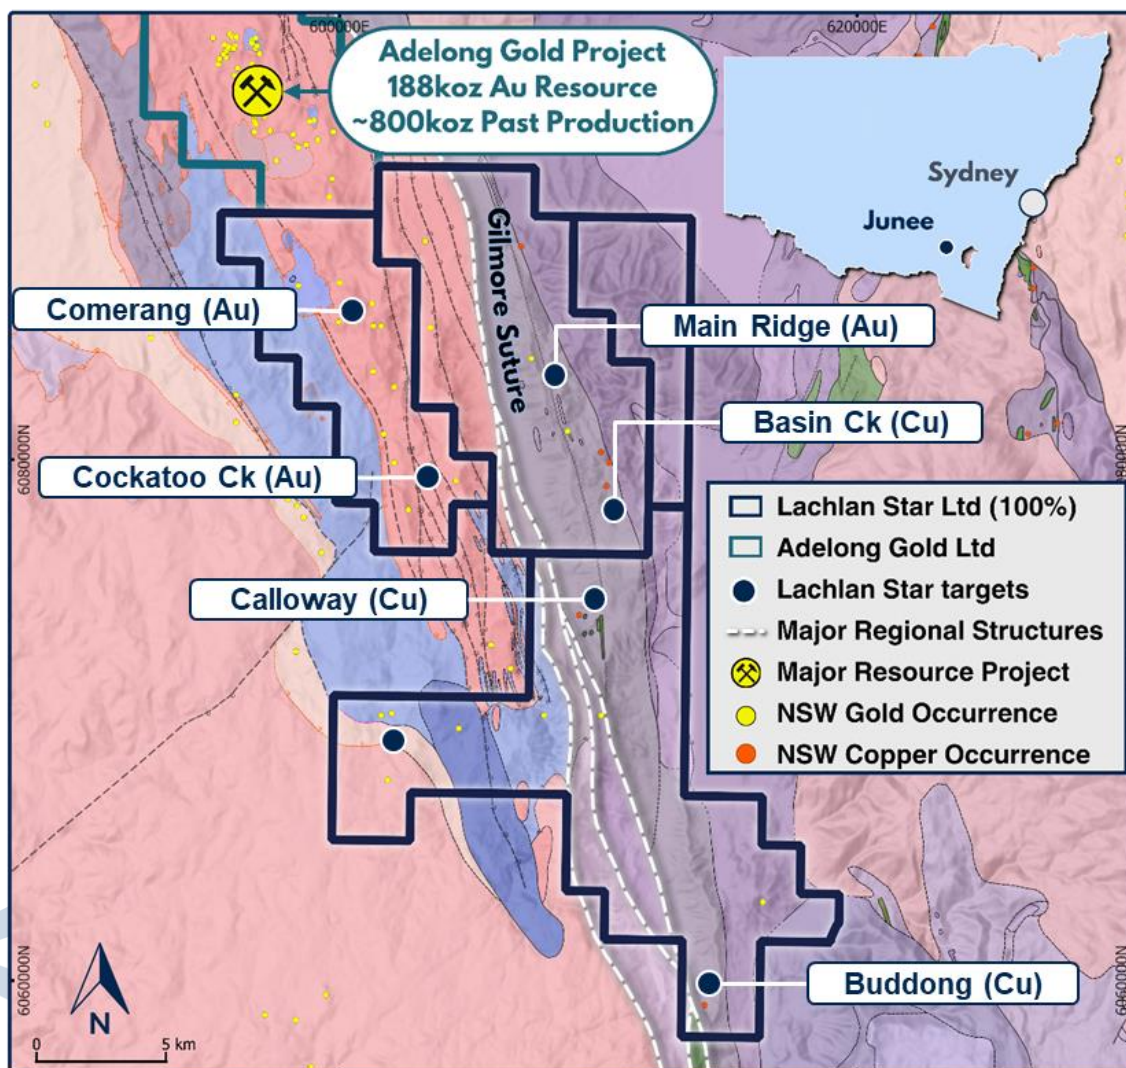 600000E
620000E
Adelong Gold Project
188koz Au Resource
~800koz Past Production
Sydney
Junee
Gilmore Suture
Comerang (Au)
Main Ridge (Au)
Basin Ck (Cu)
6080000N
Cockatoo Ck (Au)
Lachlan Star Ltd (100%)
Adelong Gold Ltd
Lachlan Star targets
Major Regional Structures
Major Resource Project
NSW Gold Occurrence
NSW Copper Occurrence
Calloway (Cu)
6060000N
6060000N
Buddong (Cu)
N
0
5 km